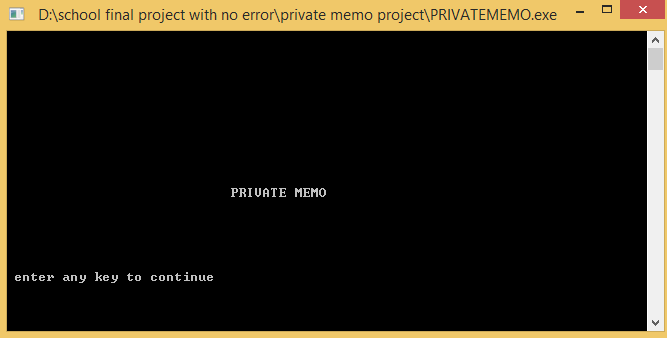 D:\school final project with no error\private memo project\PRIVATEMEMO.exe
PRIVATE MEMO
enter any key to continue